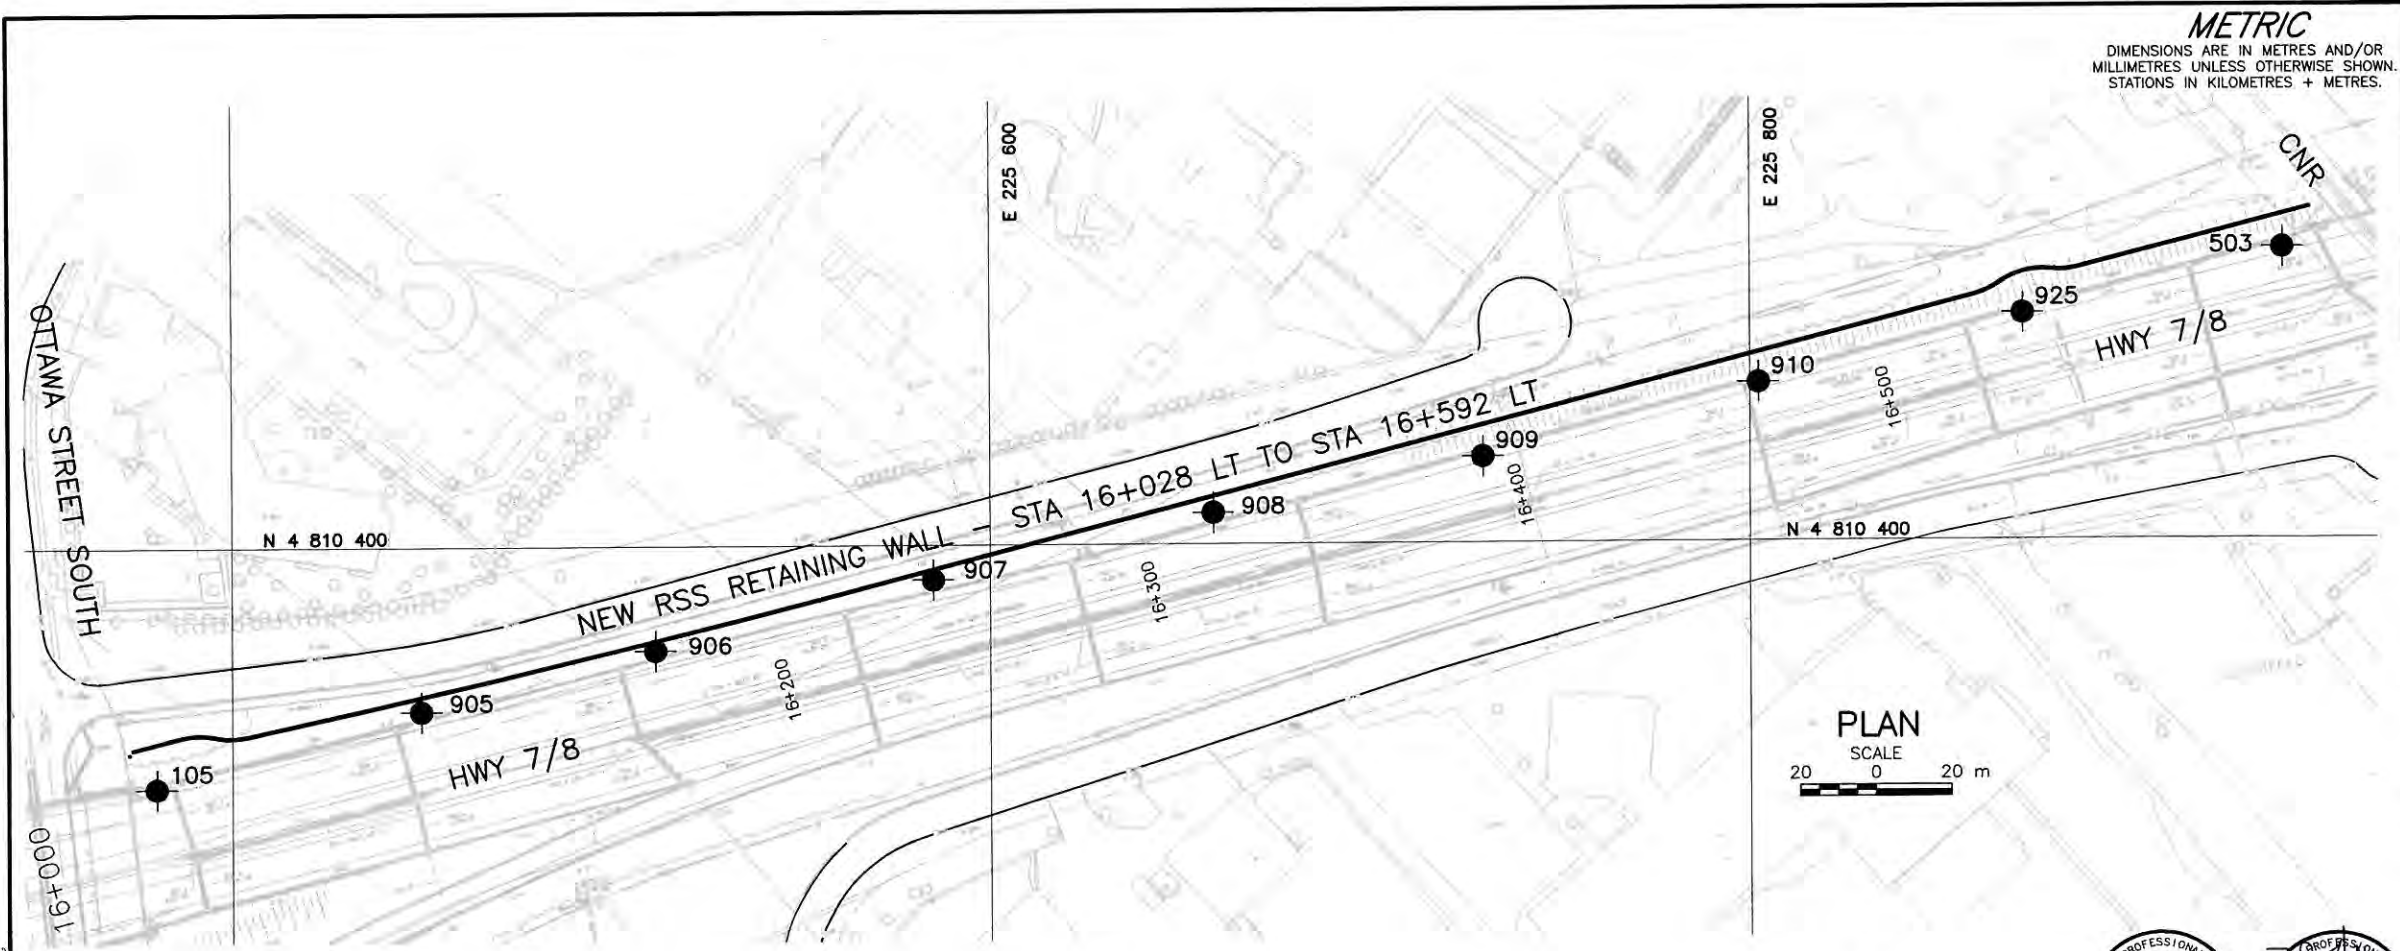 METRIC
DIMENSIONS ARE IN METRES AND/OR
MILLIMETRES UNLESS OTHERWISE SHOWN.
STATIONS IN KILOMETRES + METRES.
E 225 600
E 225 800
CNR
503
925
HWY 7/8
910
16+500
OTTAWA STREET SOUTH
NEW RSS RETAINING WALL - STA 16+028 LT TO STA 16+592 LT
909
16+400
908
N 4 810 400
N 4 810 400
907
16+300
906
16+200
905
HWY 7/8
105
16+000
PLAN
SCALE
20 0 20 m